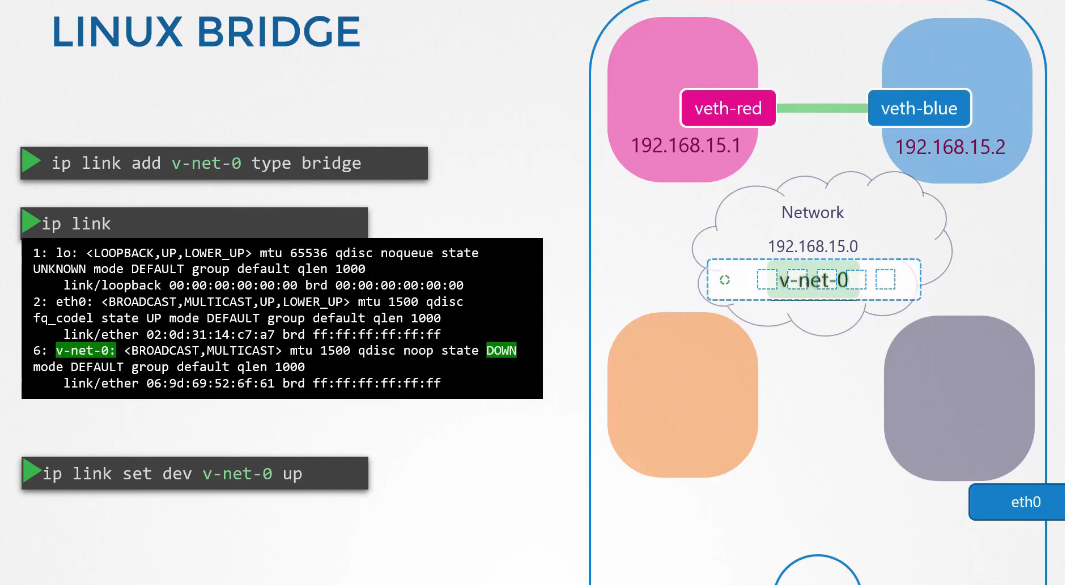 LINUX BRIDGE
ip link add v-net-0 type bridge
ip link
1: lo: <LOOPBACK,UP,LOWER_UP> mtu 65536 qdisc noqueue state
UNKNOWN mode DEFAULT group default qlen 1000
link/loopback 00:00:00:00:00:00 brd 00:00:00:00:00:00
2: eth0: <BROADCAST,MULTICAST,UP,LOWER_UP> mtu 1500 qdisc
fq_codel state UP mode DEFAULT group default qlen 1000
link/ether 02:0d:31:14:c7:a7 brd ff:ff:ff:ff:ff:ff
6: v-net-0: <BROADCAST,MULTICAST> mtu 1500 qdisc noop state DOWN
mode DEFAULT group default qlen 1000
link/ether 06:9d:69:52:6f:61 brd ff:ff:ff:ff:ff:ff
ip link set dev v-net-0 up
veth-red
veth-blue
192.168.15.1
192.168.15.2
Network
192.168.15.0
v-net-0
eth0